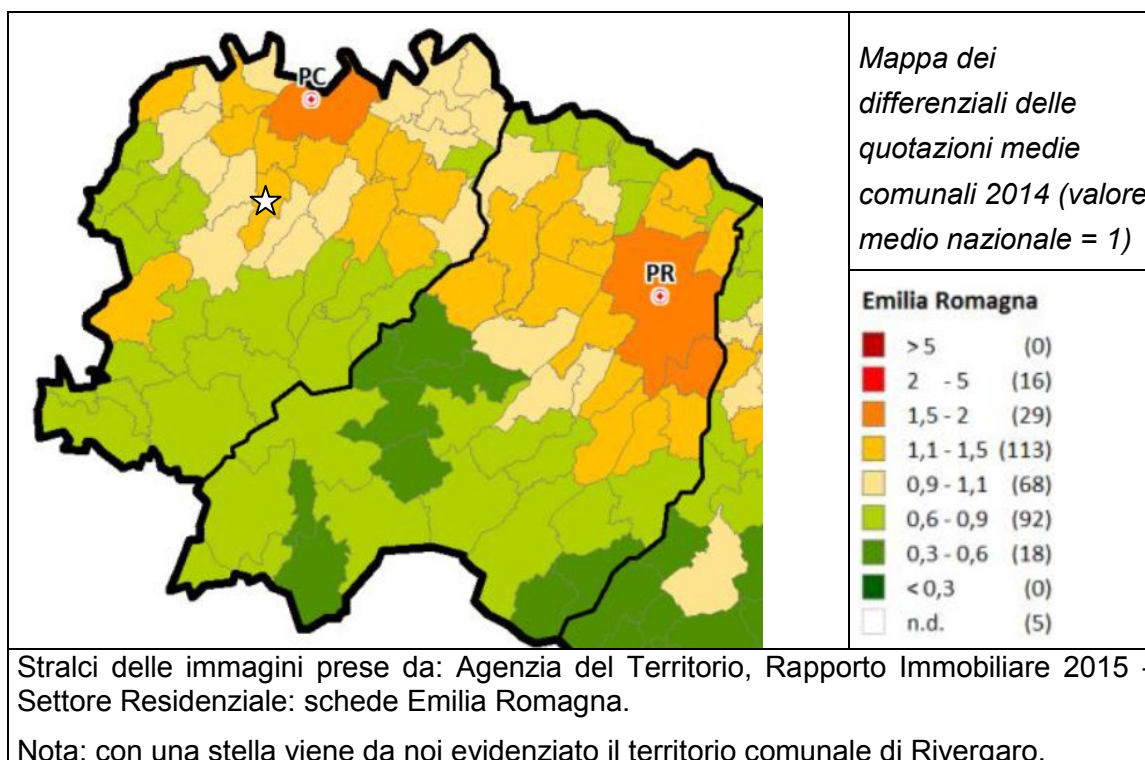 PC
PR
Mappa dei
differenziali delle
quotazioni medie
comunali 2014 (valore
medio nazionale = 1)
Emilia Romagna
> 5 (0)
2 - 5 (16)
1,5 - 2 (29)
1,1 - 1,5 (113)
0,9 - 1,1 (68)
0,6 - 0,9 (92)
0,3 - 0,6 (18)
< 0,3 (0)
n.d. (5)
Stralci delle immagini prese da: Agenzia del Territorio, Rapporto Immobiliare 2015 -
Settore Residenziale: schede Emilia Romagna.
Nota: con una stella viene da noi evidenziato il territorio comunale di Rivergaro.